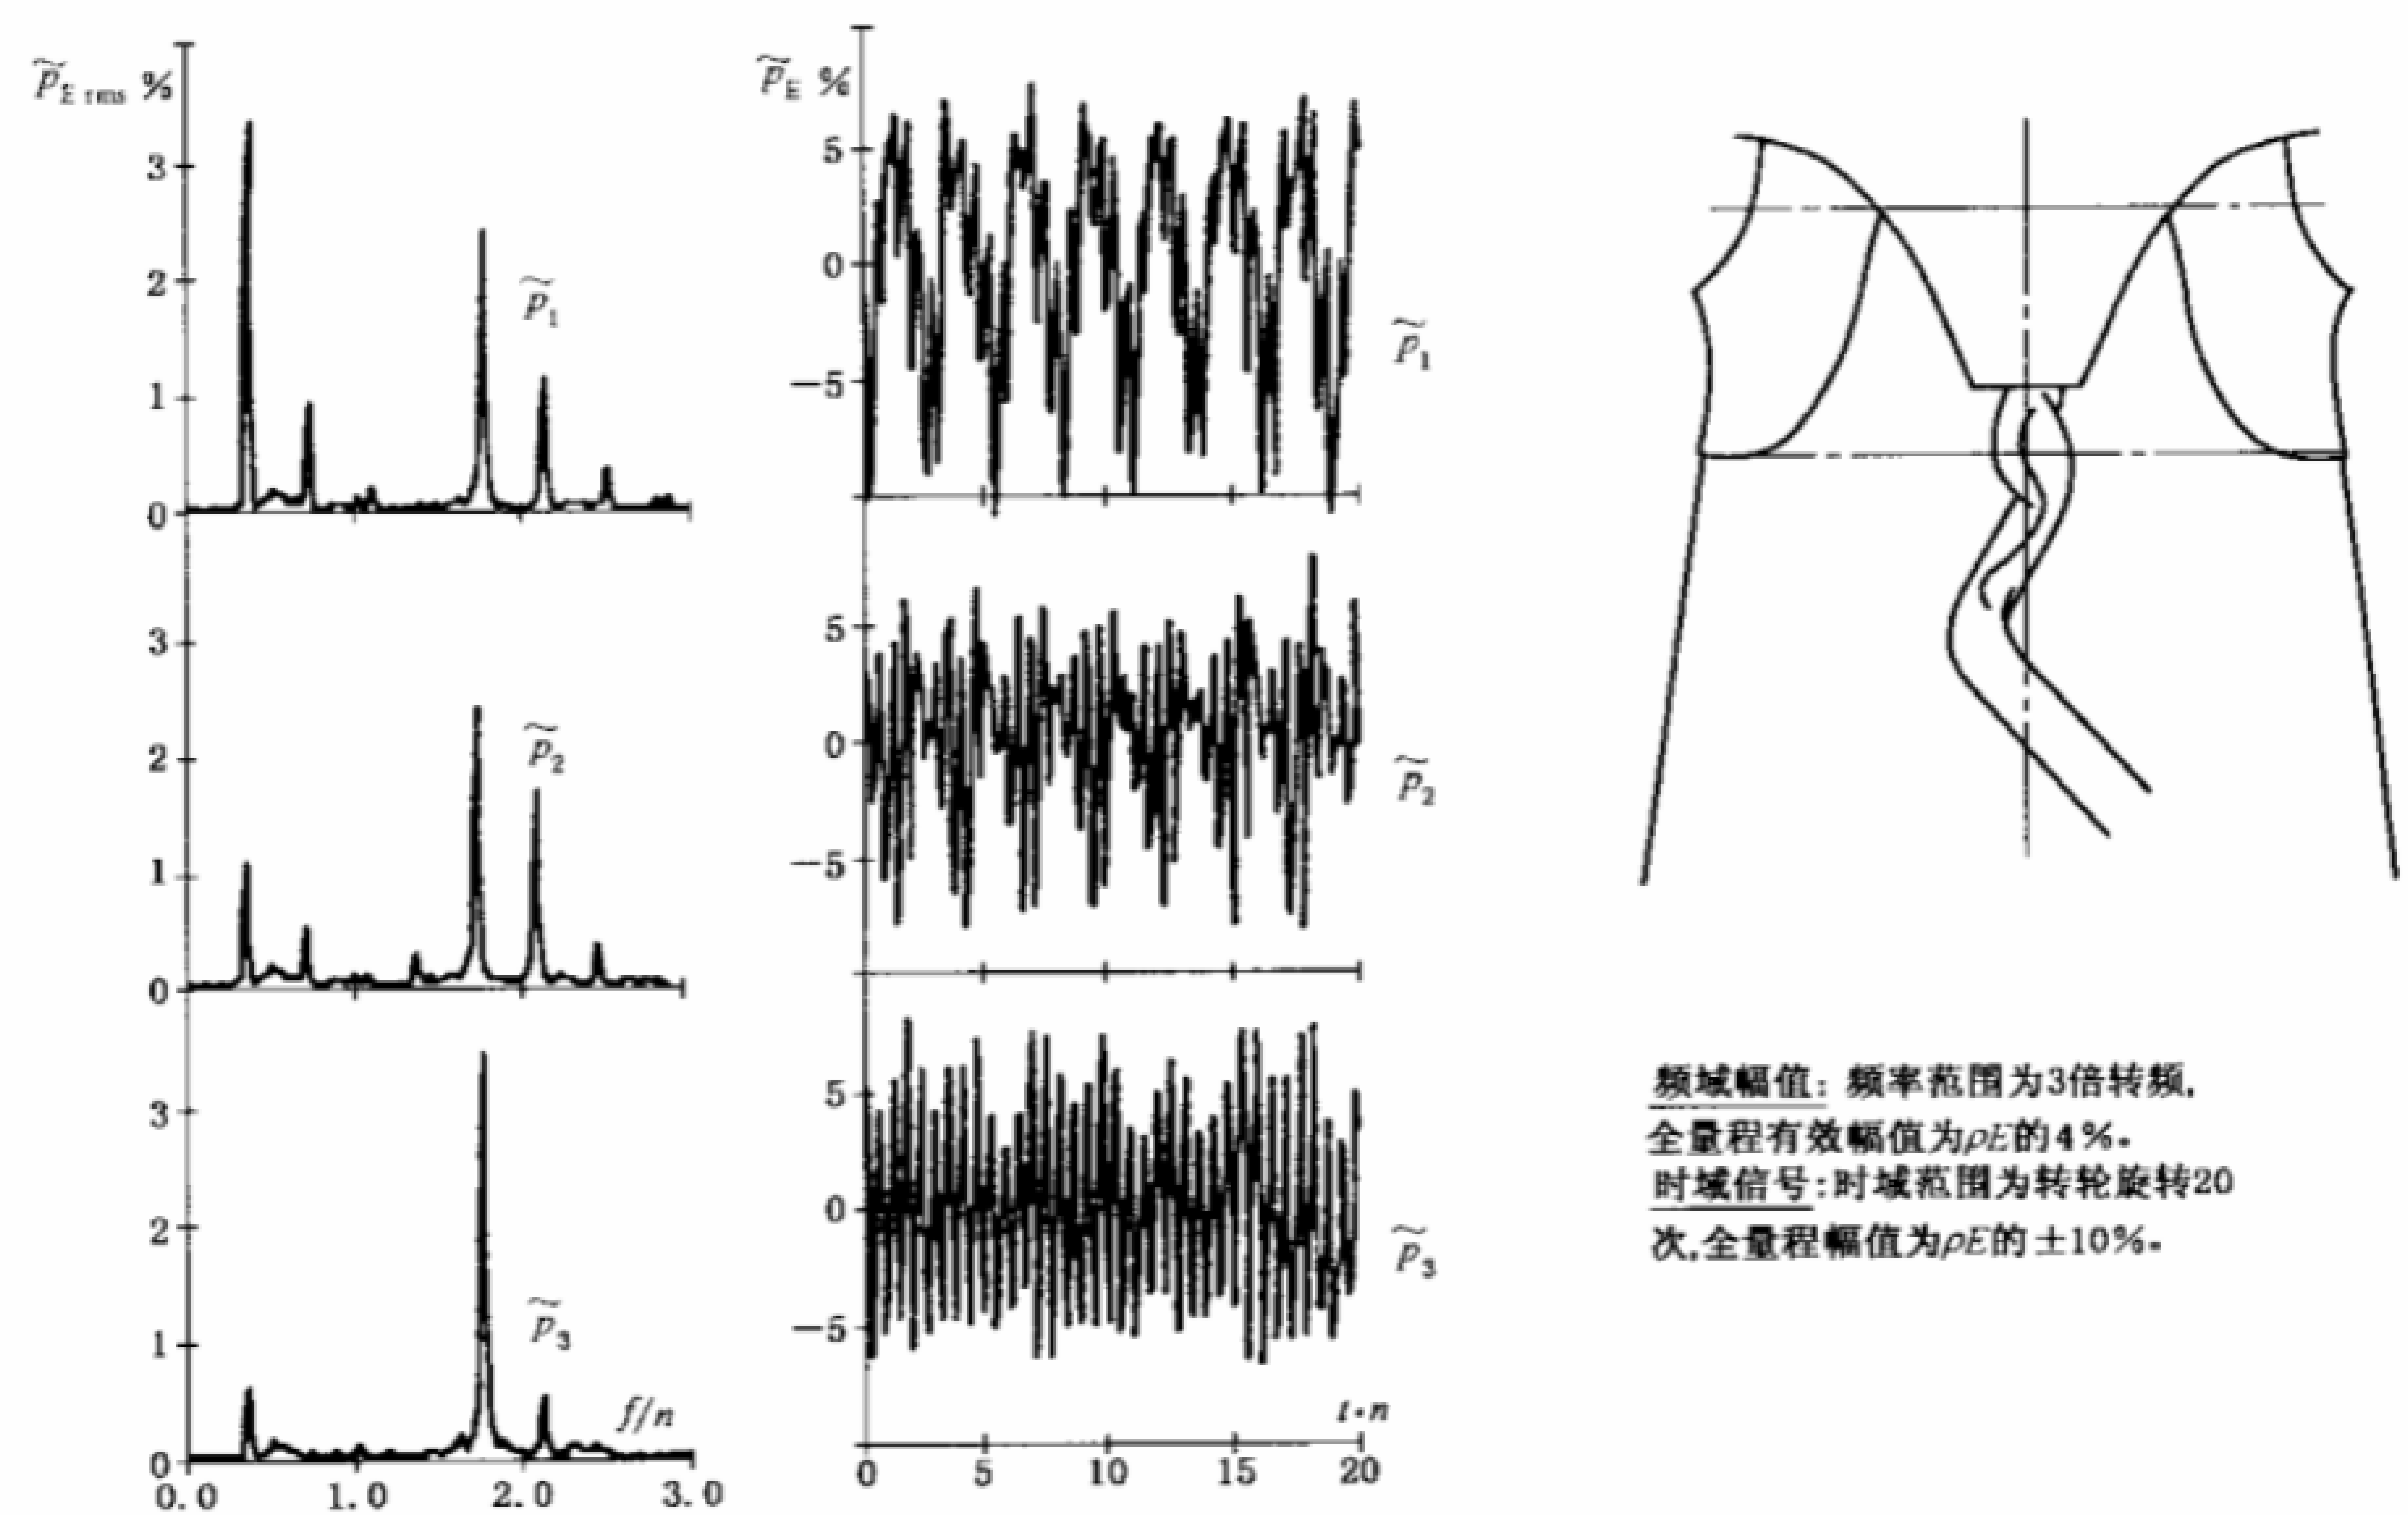 p̃E rms %
3
2
1
0
p̃1
3
2
1
0
p̃2
3
2
1
0
p̃3
f/n
0.0 1.0 2.0 3.0
p̃E %
5
0
−5
p̃1
5
0
−5
p̃2
5
0
−5
p̃3
t·n
0 5 10 15 20
频域幅值: 频率范围为3倍转频,
全量程有效幅值为ρE的4%。
时域信号:时域范围为转轮旋转20
次,全量程幅值为ρE的±10%。